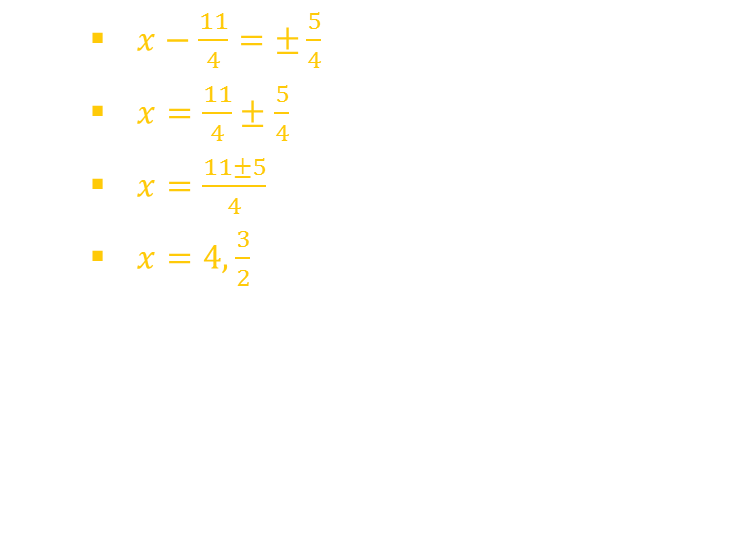 ▪ x − 11/4 = ± 5/4
▪ x = 11/4 ± 5/4
▪ x = 11±5/4
▪ x = 4, 3/2